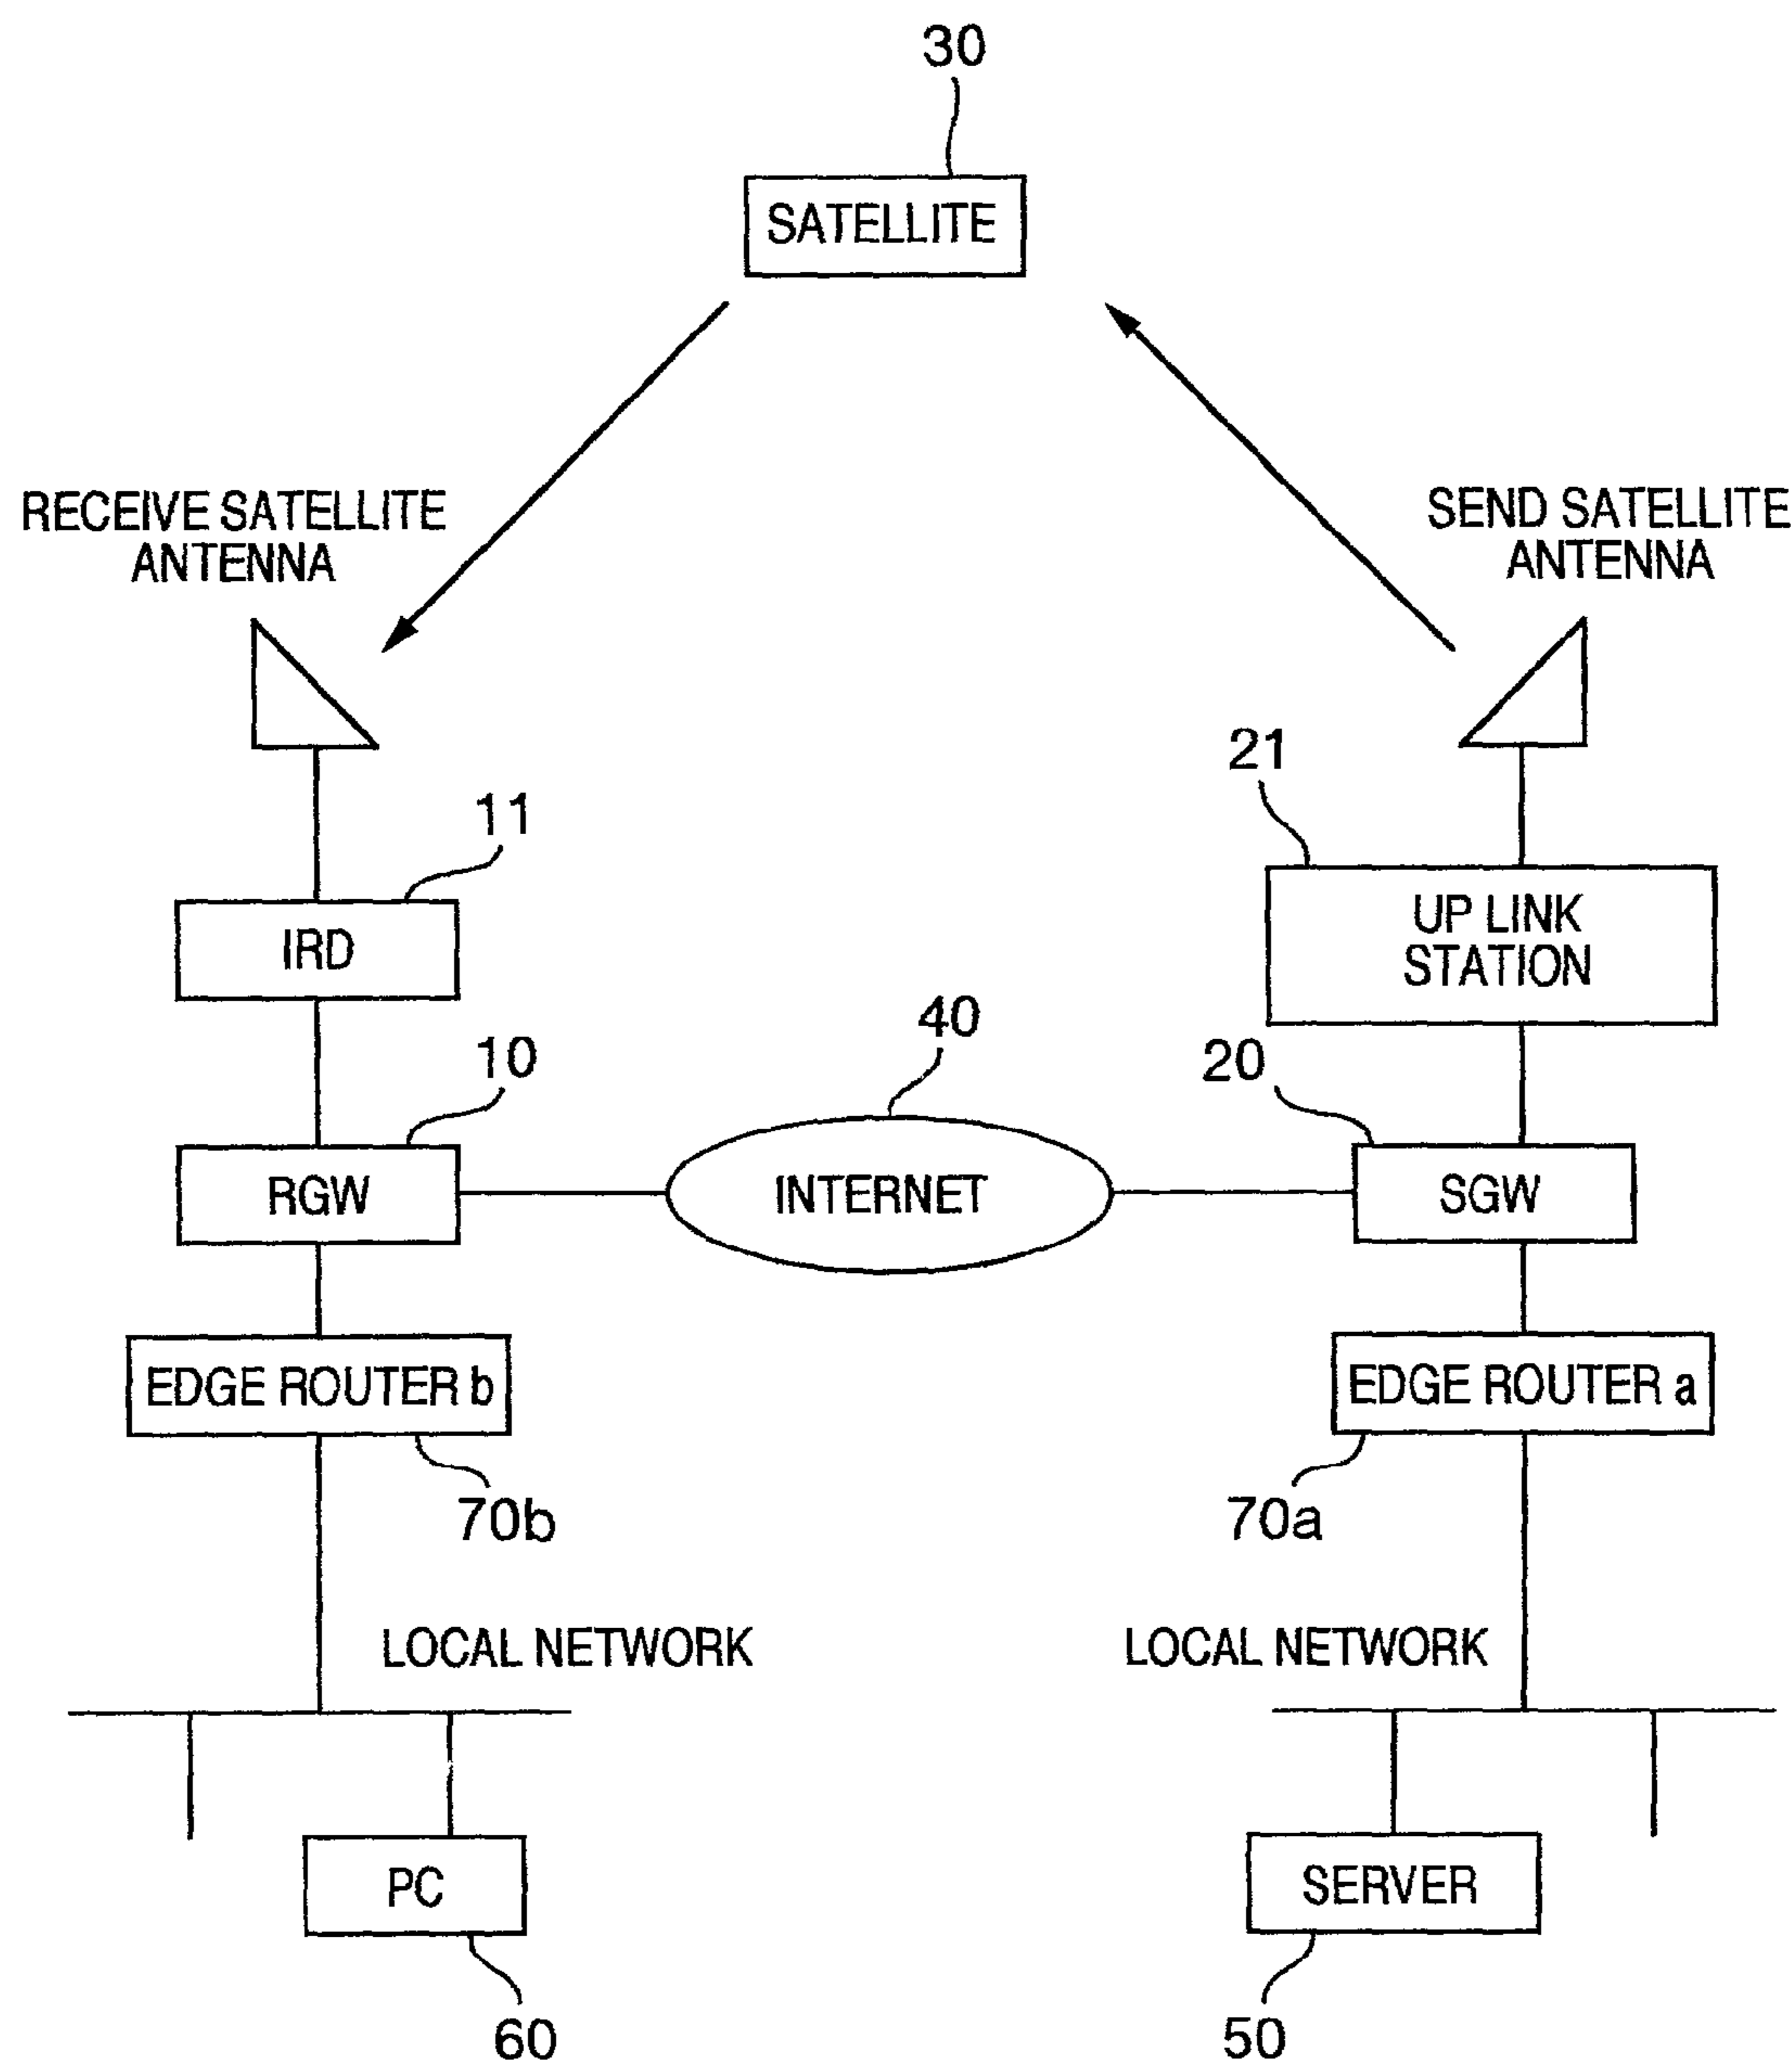 30
SATELLITE
RECEIVE SATELLITE
ANTENNA
SEND SATELLITE
ANTENNA
21
11
UP LINK
STATION
IRD
40
10
20
RGW
INTERNET
SGW
EDGE ROUTER b
EDGE ROUTER a
70b
70a
LOCAL NETWORK
LOCAL NETWORK
PC
SERVER
60
50